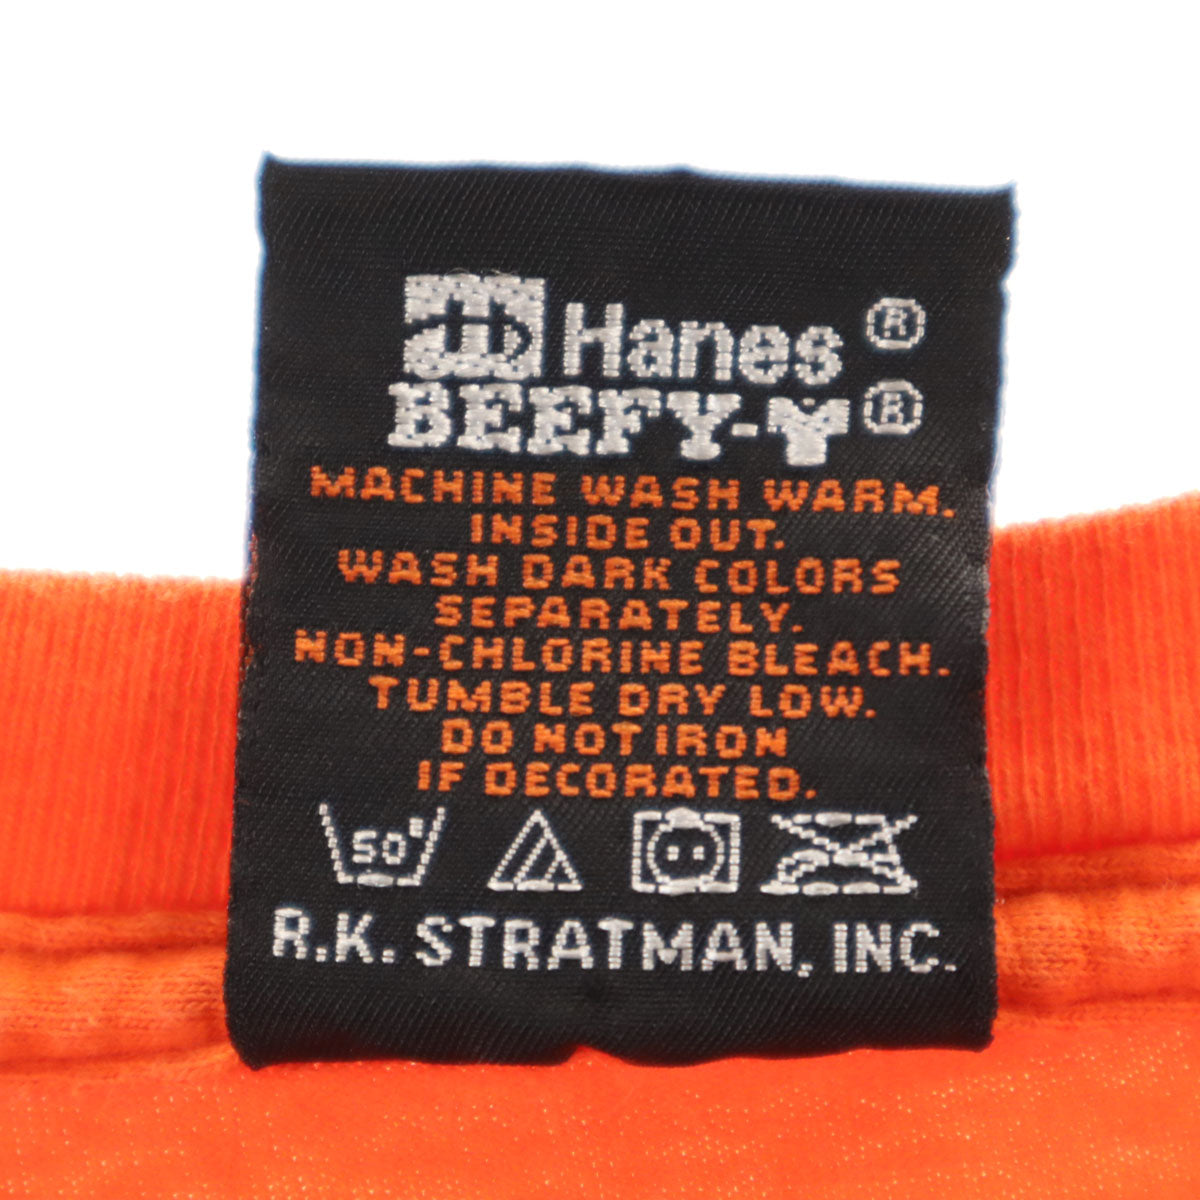 Hanes ®
BEEFY-T ®
MACHINE WASH WARM.
INSIDE OUT.
WASH DARK COLORS
SEPARATELY.
NON-CHLORINE BLEACH.
TUMBLE DRY LOW.
DO NOT IRON
IF DECORATED.
50°
R.K. STRATMAN, INC.